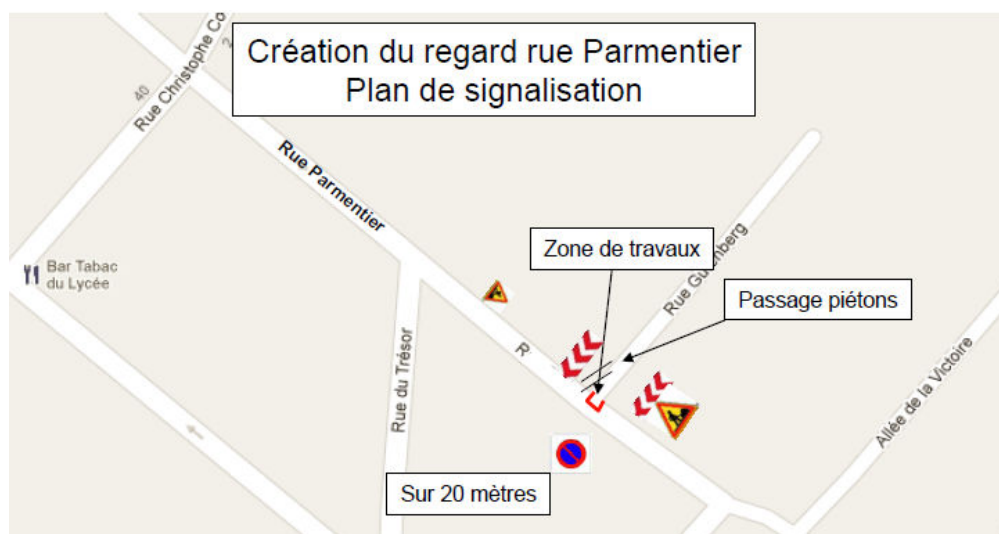 Création du regard rue Parmentier
Plan de signalisation
Rue Christophe Co
2
40
Rue Parmentier
Zone de travaux
Rue Gutenberg
Bar Tabac
du Lycée
Passage piétons
R
Rue du Trésor
Allée de la Victoire
Sur 20 mètres